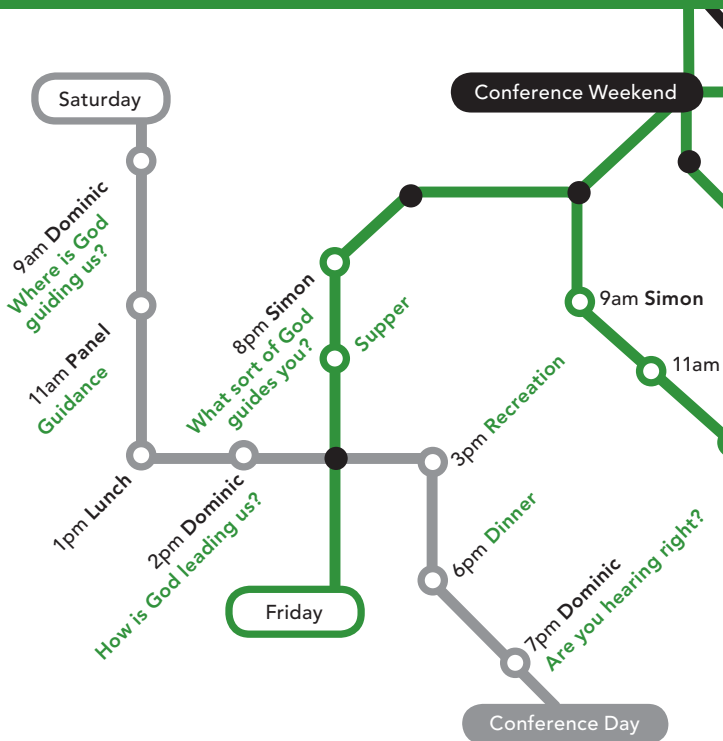 Saturday
9am Dominic
Where is God
guiding us?
11am Panel
Guidance
1pm Lunch
2pm Dominic
How is God leading us?
3pm Recreation
6pm Dinner
7pm Dominic
Are you hearing right?
Conference Day
Friday
Supper
8pm Simon
What sort of God
guides you?
Conference Weekend
9am Simon
11am